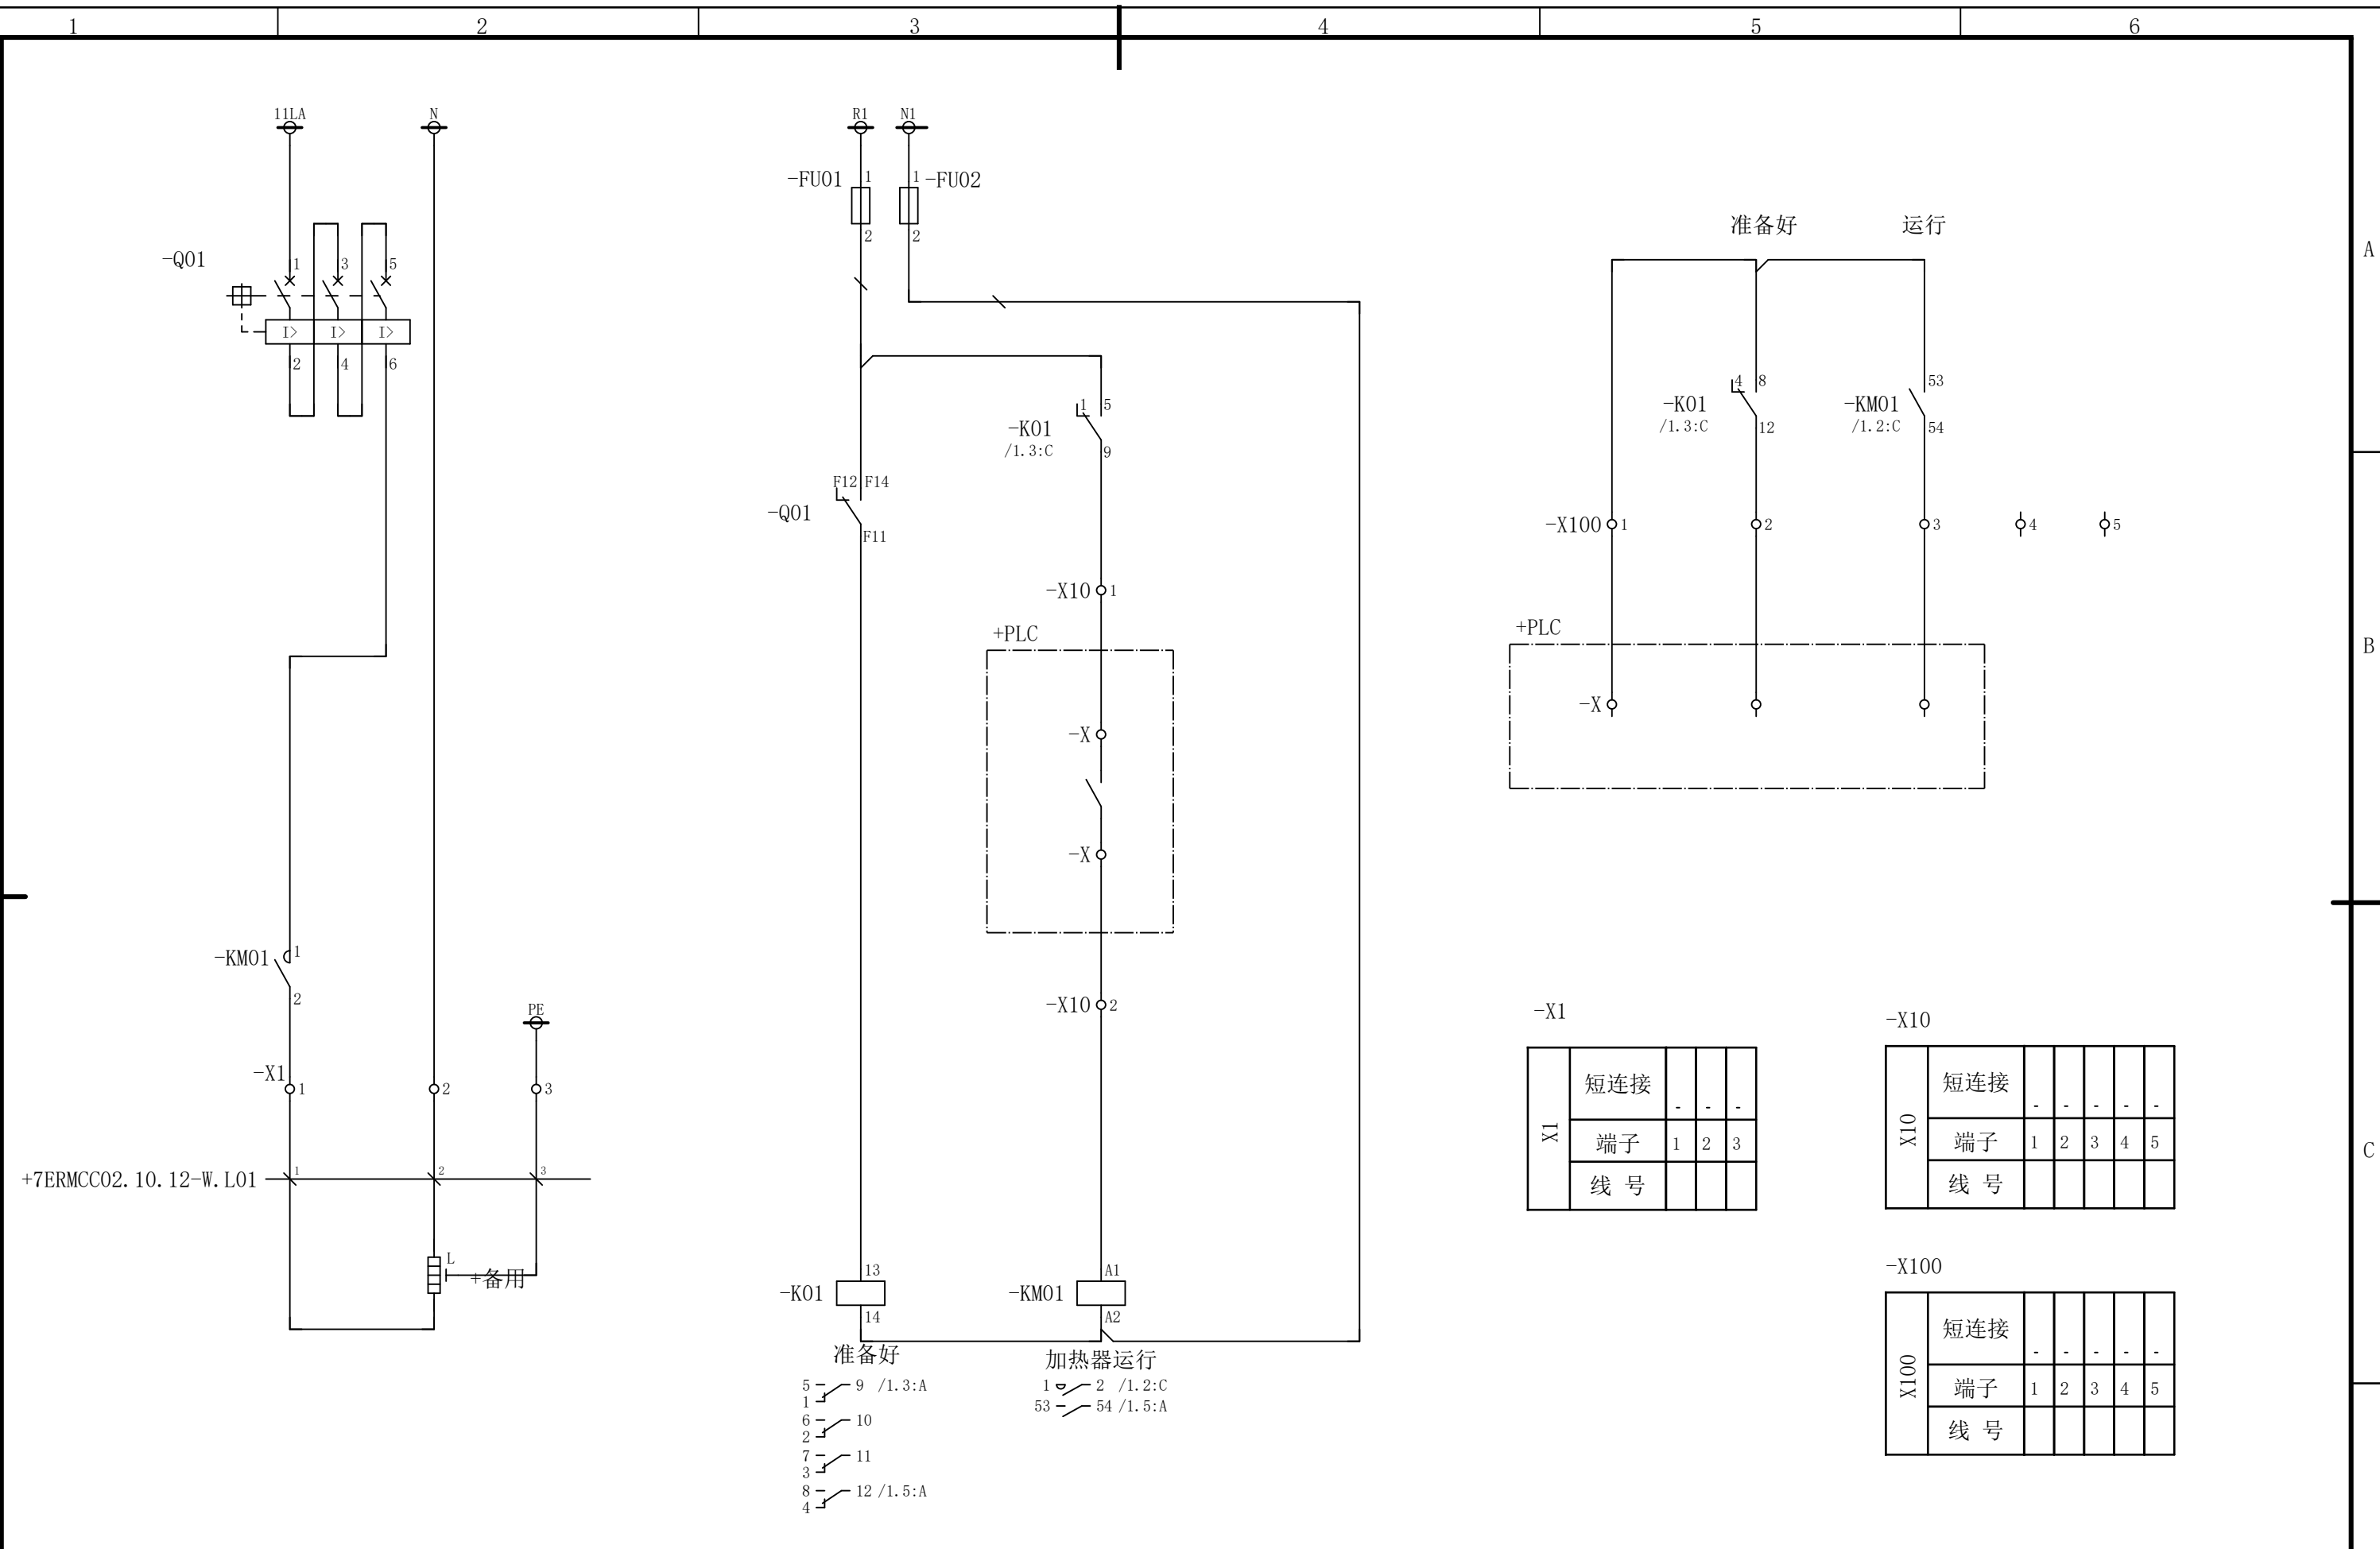 1 2 3 4 5 6
11LA N R1 N1
-FU01 1 1 -FU02
2 2
准备好 运行
A
-Q01 1 3 5
I> I> I>
2 4 6
4 8 53
-K01 -KM01
/1.3:C 12 /1.2:C 54
1 5
-K01
/1.3:C 9
F12 F14
-Q01
F11
-X100 1 2 3 4 5
-X10 1
+PLC
+PLC
B
-X
-X
-X
-KM01 1
2
-X10 2
PE
-X1 1 2 3
+7ERMCC02.10.12-W.L01 1 2 3
L
+备用
13 A1
-K01 -KM01
14 A2
准备好
5 9 /1.3:A
1
6 10
2
7 11
3
8 12 /1.5:A
4
加热器运行
1 2 /1.2:C
53 54 /1.5:A
-X1
X1
短连接 - - -
端子 1 2 3
线 号
-X10
X10
短连接 - - - - -
端子 1 2 3 4 5
线 号
C
-X100
X100
短连接 - - - - -
端子 1 2 3 4 5
线 号